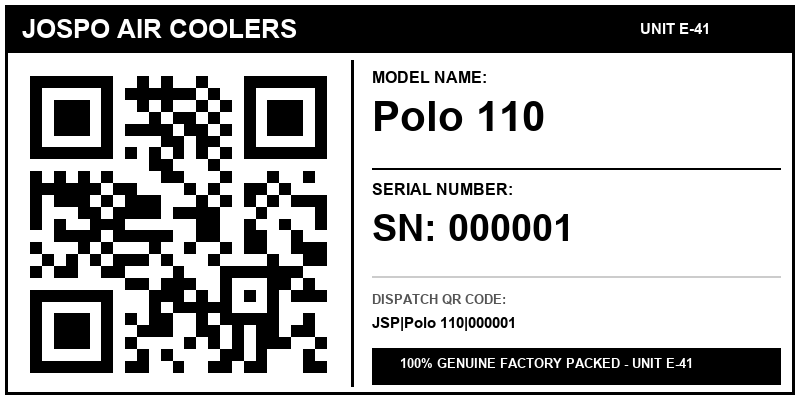 JOSPO AIR COOLERS
UNIT E-41
MODEL NAME:
Polo 110
SERIAL NUMBER:
SN: 000001
DISPATCH QR CODE:
JSP|Polo 110|000001
100% GENUINE FACTORY PACKED - UNIT E-41